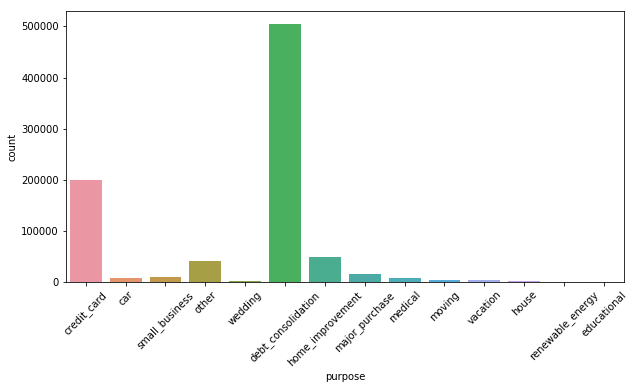 500000
400000
300000
200000
100000
0
count
credit_card
car
small_business
other
wedding
debt_consolidation
home_improvement
major_purchase
medical
moving
vacation
house
renewable_energy
educational
purpose